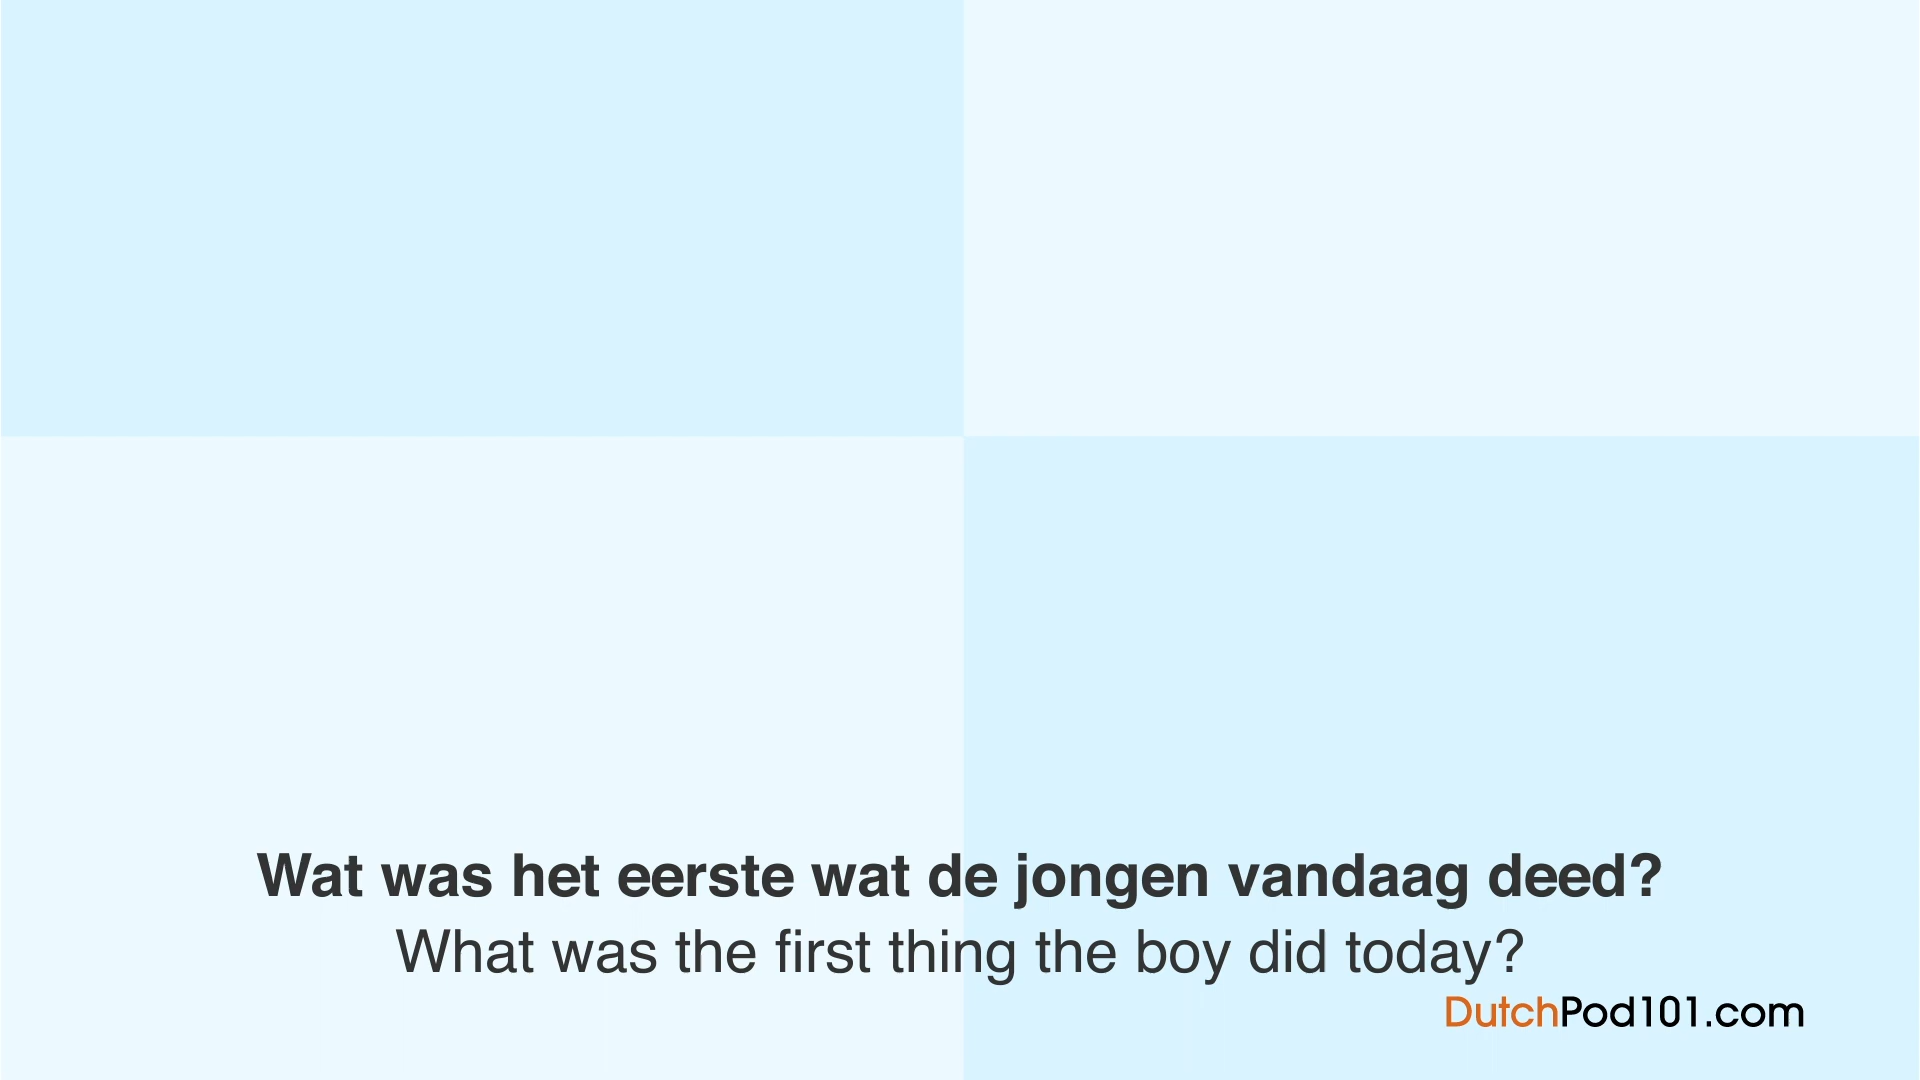 Wat was het eerste wat de jongen vandaag deed?
What was the first thing the boy did today?
DutchPod101.com